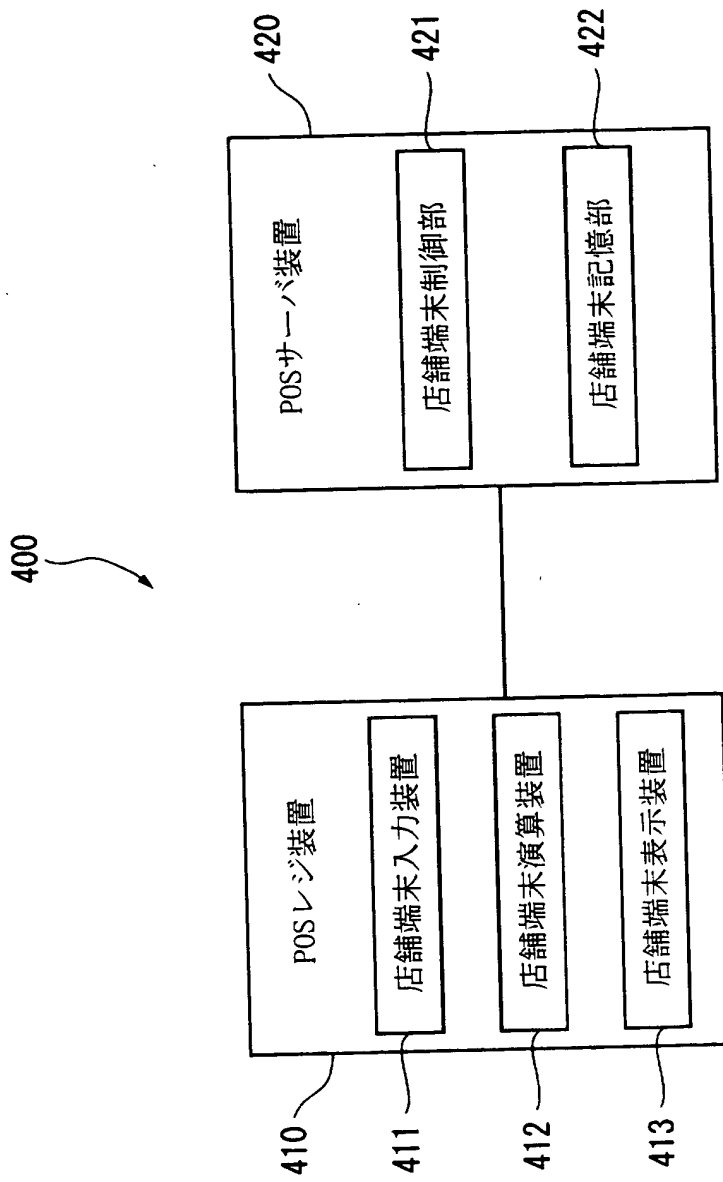 400
POSレジ装置
410
店舗端末入力装置
411
店舗端末演算装置
412
店舗端末表示装置
413
POSサーバ装置
420
店舗端末制御部
421
店舗端末記憶部
422